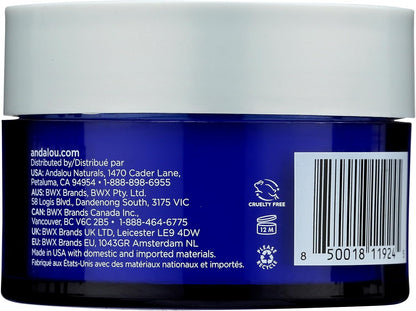 andalou.com
Distributed by/Distribué par
USA: Andalou Naturals, 1470 Cader Lane,
Petaluma, CA 94954 • 1-888-898-6955
AUS: BWX Brands, BWX Pty. Ltd.
58 Logis Blvd, Dandenong South, 3175 VIC
CAN: BWX Brands Canada Inc.,
Vancouver, BC V6C 2B5 • 1-888-464-6775
UK: BWX Brands UK LTD, Leicester LE9 4DW
EU: BWX Brands EU, 1043GR Amsterdam NL
Made in USA with domestic and imported materials.
Fabriqué aux États-Unis avec des matériaux nationaux et importés.
CRUELTY FREE
12 M
PLEASE
RECYCLE
8 50018 11924